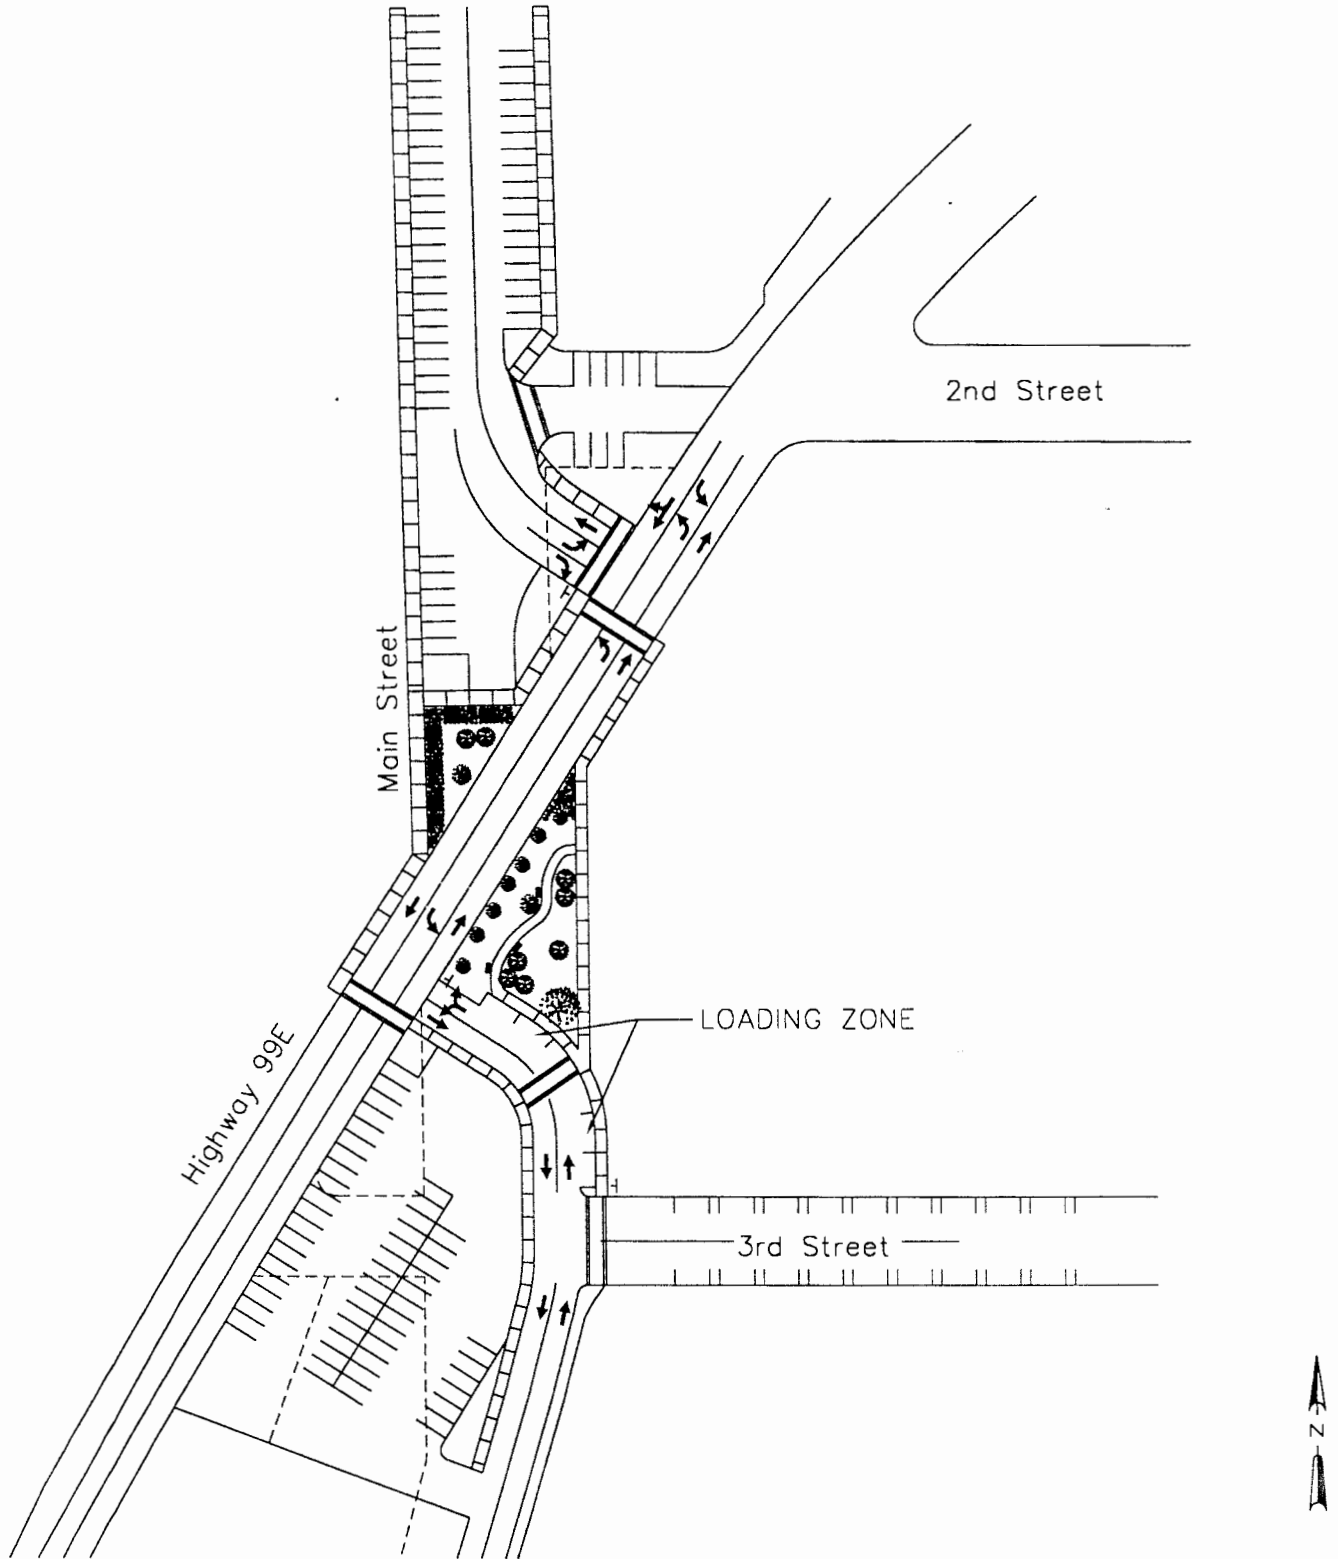 2nd Street
Main Street
LOADING ZONE
Highway 99E
3rd Street
N